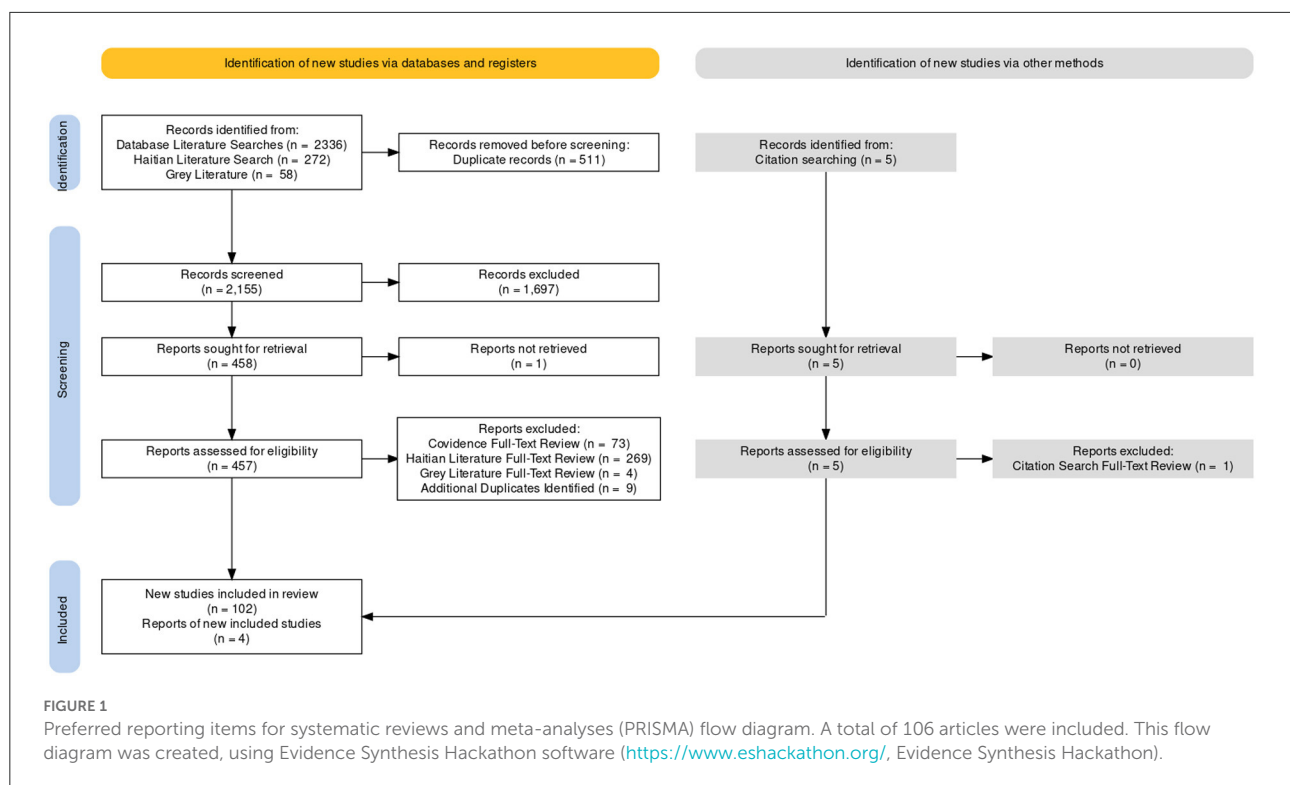 Identification of new studies via databases and registers
Identification of new studies via other methods
Identification
Records identified from:
Database Literature Searches (n = 2336)
Haitian Literature Search (n = 272)
Grey Literature (n = 58)
Records removed before screening:
Duplicate records (n = 511)
Records identified from:
Citation searching (n = 5)
Screening
Records screened
(n = 2,155)
Records excluded
(n = 1,697)
Reports sought for retrieval
(n = 458)
Reports not retrieved
(n = 1)
Reports sought for retrieval
(n = 5)
Reports not retrieved
(n = 0)
Reports assessed for eligibility
(n = 457)
Reports excluded:
Covidence Full-Text Review (n = 73)
Haitian Literature Full-Text Review (n = 269)
Grey Literature Full-Text Review (n = 4)
Additional Duplicates Identified (n = 9)
Reports assessed for eligibility
(n = 5)
Reports excluded:
Citation Search Full-Text Review (n = 1)
Included
New studies included in review
(n = 102)
Reports of new included studies
(n = 4)
FIGURE 1
Preferred reporting items for systematic reviews and meta-analyses (PRISMA) flow diagram. A total of 106 articles were included. This flow
diagram was created, using Evidence Synthesis Hackathon software (https://www.eshackathon.org/, Evidence Synthesis Hackathon).